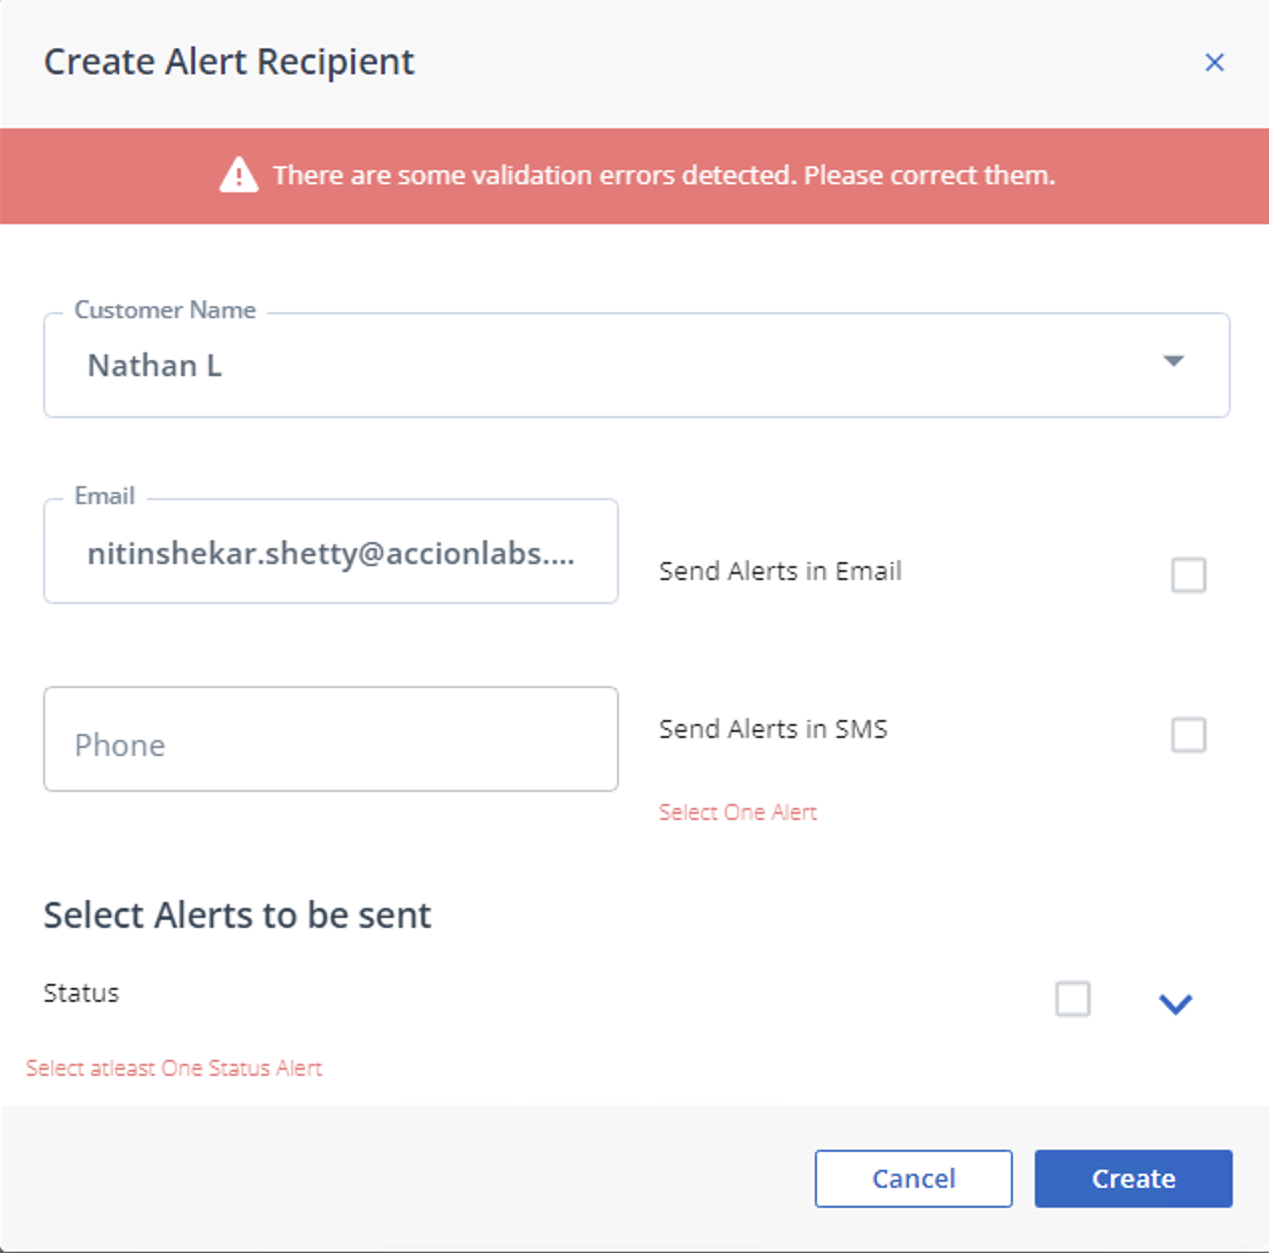 Create Alert Recipient
There are some validation errors detected. Please correct them.
Customer Name
Nathan L
Email
nitinshekar.shetty@accionlabs....
Send Alerts in Email
Phone
Send Alerts in SMS
Select One Alert
Select Alerts to be sent
Status
Select atleast One Status Alert
Cancel
Create